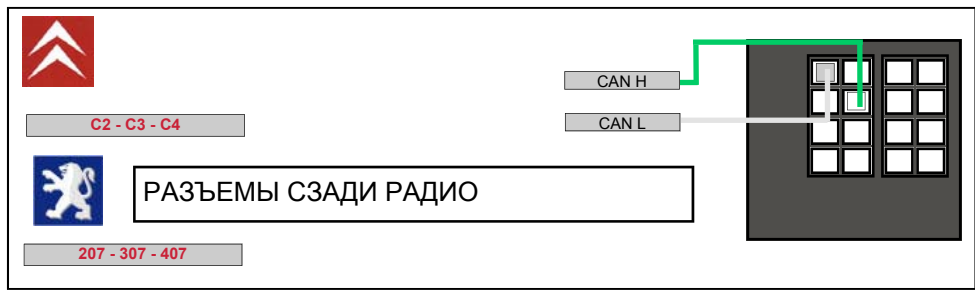 CAN H
C2 - C3 - C4
CAN L
РАЗЪЕМЫ СЗАДИ РАДИО
207 - 307 - 407